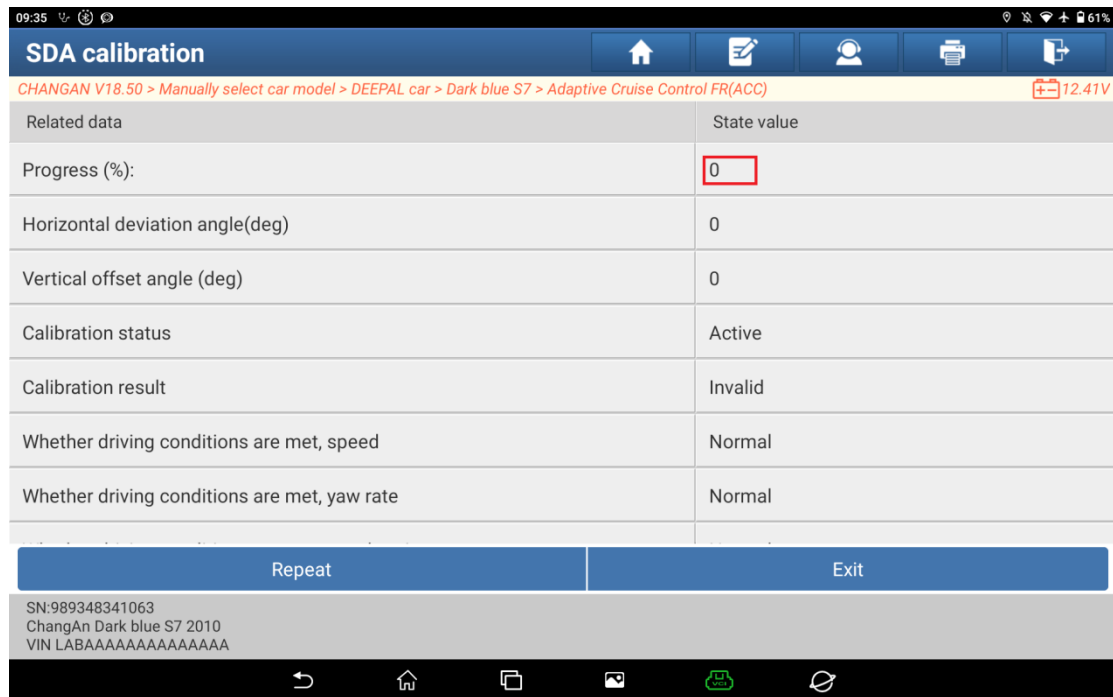 09:35
61%
SDA calibration
CHANGAN V18.50 > Manually select car model > DEEPAL car > Dark blue S7 > Adaptive Cruise Control FR(ACC)
12.41V
Related data State value
Progress (%): 0
Horizontal deviation angle(deg) 0
Vertical offset angle (deg) 0
Calibration status Active
Calibration result Invalid
Whether driving conditions are met, speed Normal
Whether driving conditions are met, yaw rate Normal
Repeat Exit
SN:989348341063
ChangAn Dark blue S7 2010
VIN LABAAAAAAAAAAAAAA
VCI